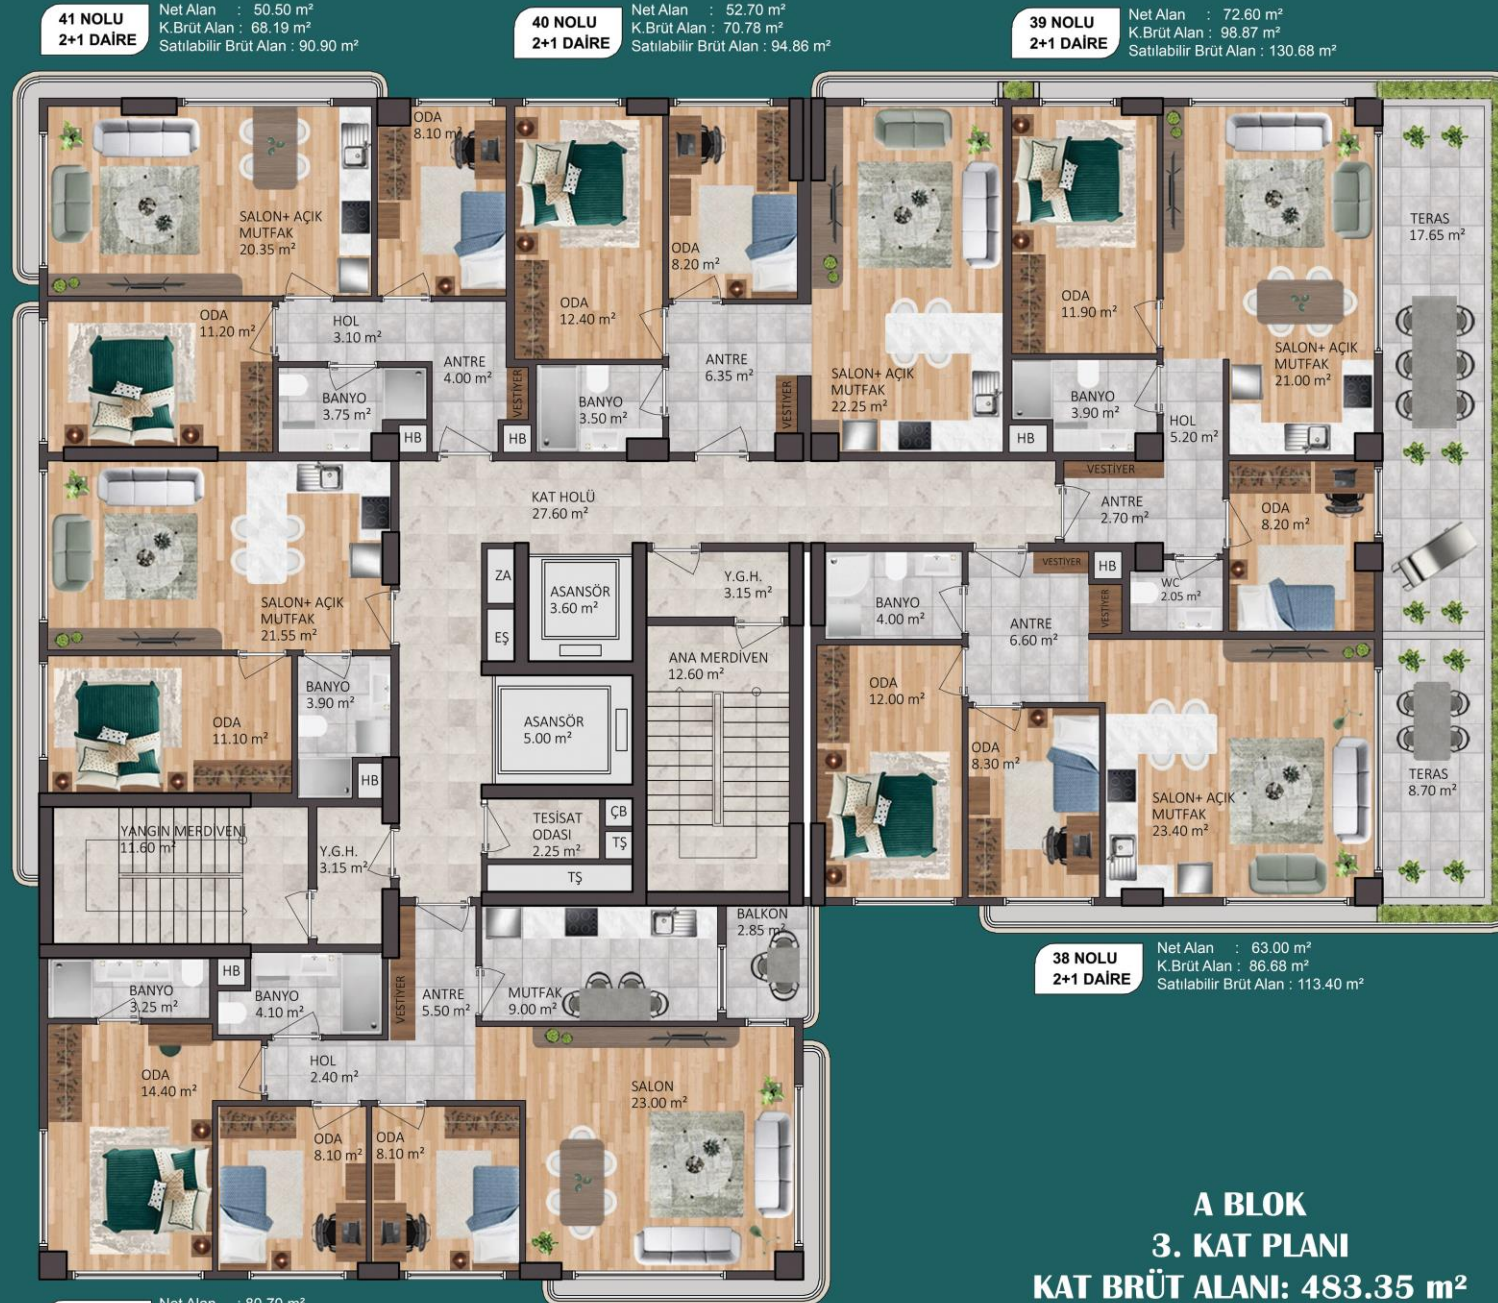 41 NOLU
2+1 DAİRE
Net Alan : 50.50 m²
K.Brüt Alan : 68.19 m²
Satılabilir Brüt Alan : 90.90 m²
40 NOLU
2+1 DAİRE
Net Alan : 52.70 m²
K.Brüt Alan : 70.78 m²
Satılabilir Brüt Alan : 94.86 m²
39 NOLU
2+1 DAİRE
Net Alan : 72.60 m²
K.Brüt Alan : 98.87 m²
Satılabilir Brüt Alan : 130.68 m²
SALON+ AÇIK
MUTFAK
20.35 m²
ODA
8.10 m²
ODA
12.40 m²
ODA
8.20 m²
SALON+ AÇIK
MUTFAK
22.25 m²
ODA
11.90 m²
SALON+ AÇIK
MUTFAK
21.00 m²
TERAS
17.65 m²
ODA
11.20 m²
HOL
3.10 m²
ANTRE
4.00 m²
BANYO
3.75 m²
HB
VESTİYER
HB
BANYO
3.50 m²
ANTRE
6.35 m²
VESTİYER
BANYO
3.90 m²
HB
HOL
5.20 m²
VESTİYER
ANTRE
2.70 m²
ODA
8.20 m²
KAT HOLÜ
27.60 m²
SALON+ AÇIK
MUTFAK
21.55 m²
ZA
EŞ
ASANSÖR
3.60 m²
Y.G.H.
3.15 m²
BANYO
4.00 m²
VESTİYER
HB
VESTİYER
WC
2.05 m²
ANTRE
6.60 m²
ANA MERDİVEN
12.60 m²
ODA
11.10 m²
BANYO
3.90 m²
HB
ASANSÖR
5.00 m²
ODA
12.00 m²
ODA
8.30 m²
SALON+ AÇIK
MUTFAK
23.40 m²
TERAS
8.70 m²
YANGIN MERDİVENİ
11.60 m²
Y.G.H.
3.15 m²
TESİSAT
ODASI
2.25 m²
ÇB
TŞ
TŞ
BALKON
2.85 m²
MUTFAK
9.00 m²
BANYO
3.25 m²
HB
BANYO
4.10 m²
VESTİYER
ANTRE
5.50 m²
HOL
2.40 m²
ODA
14.40 m²
ODA
8.10 m²
ODA
8.10 m²
SALON
23.00 m²
38 NOLU
2+1 DAİRE
Net Alan : 63.00 m²
K.Brüt Alan : 86.68 m²
Satılabilir Brüt Alan : 113.40 m²
A BLOK
3. KAT PLANI
KAT BRÜT ALANI: 483.35 m²
Net Alan : 89.70 m²